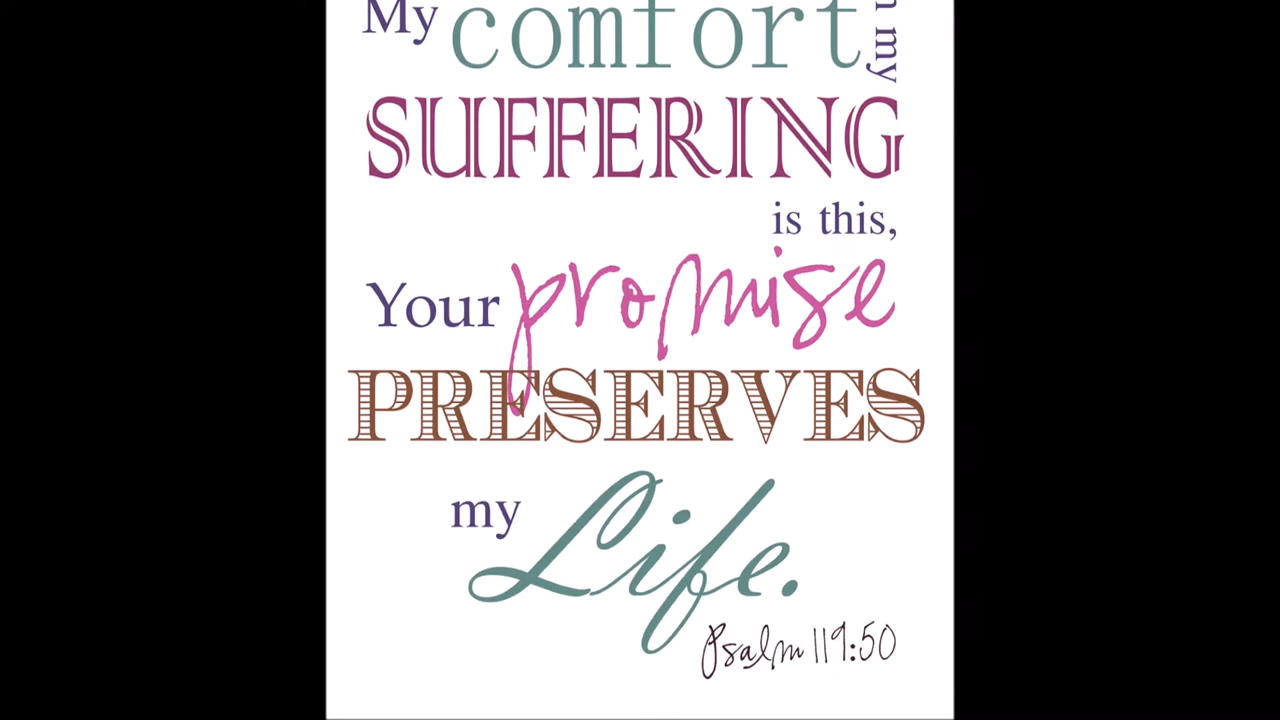 My comfort
my
SUFFERING
is this,
Your promise
PRESERVES
my Life.
Psalm 119:50